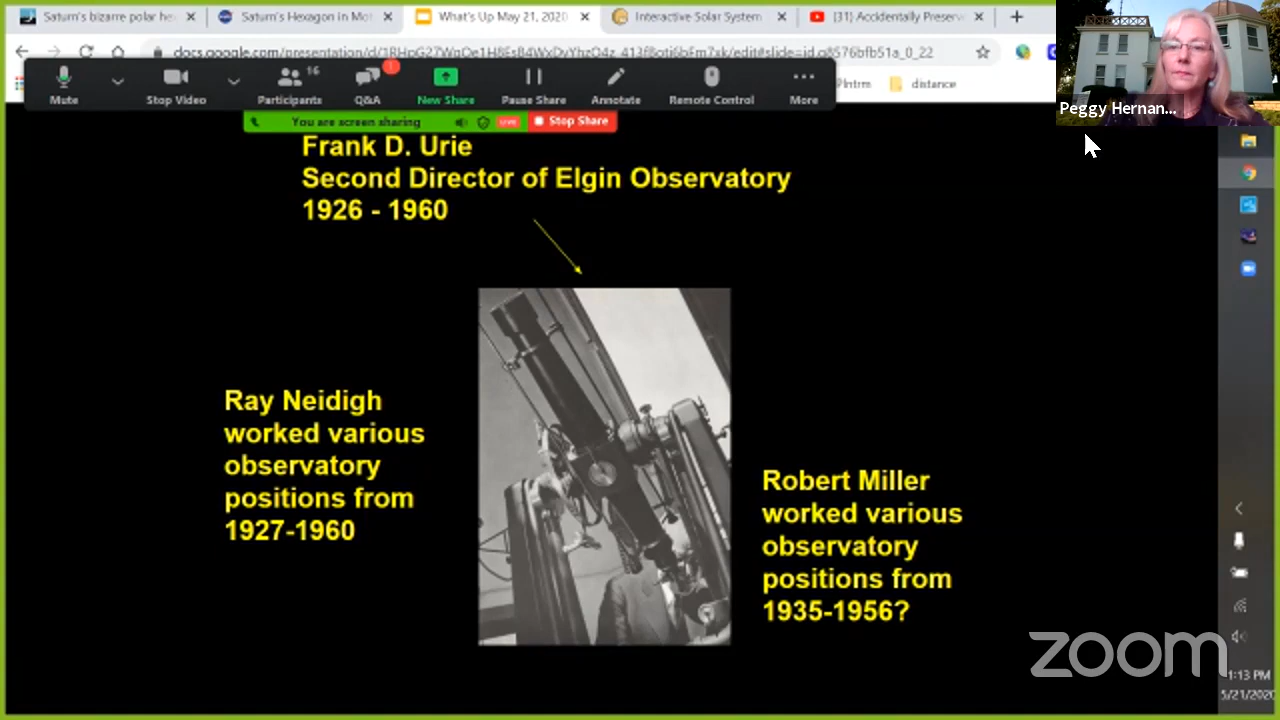 Saturn's bizarre polar he
Saturn's Hexagon in Mot
What's Up May 21, 2020
Interactive Solar System
(31) Accidentally Preserv
distance
Mute
Stop Video
16
Participants
1
Q&A
New Share
Pause Share
Annotate
Remote Control
More
You are screen sharing
LIVE
Stop Share
Peggy Hernan...
Frank D. Urie
Second Director of Elgin Observatory
1926 - 1960
Ray Neidigh
worked various
observatory
positions from
1927-1960
Robert Miller
worked various
observatory
positions from
1935-1956?
zoom
1:13 PM
5/21/2020